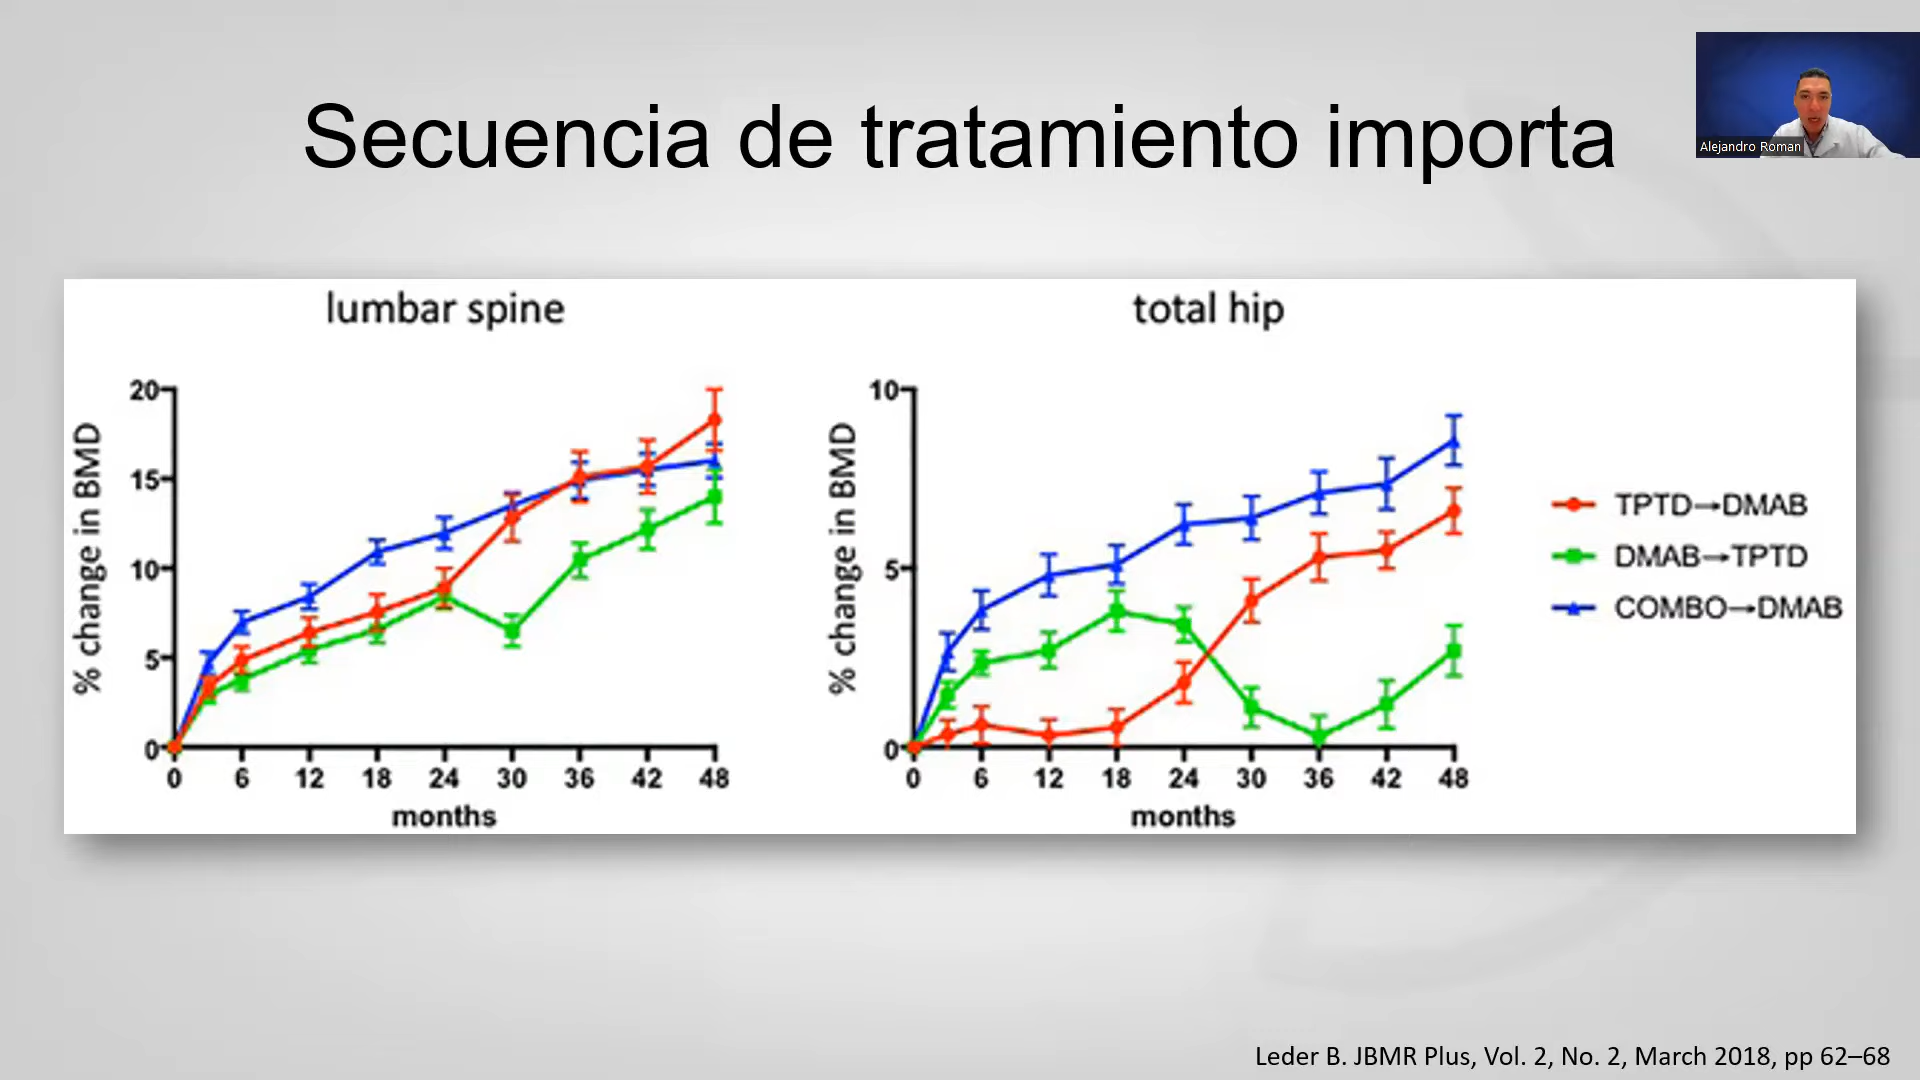 Secuencia de tratamiento importa
Alejandro Roman
lumbar spine
% change in BMD
20
15
10
5
0
0 6 12 18 24 30 36 42 48
months
total hip
% change in BMD
10
5
0
0 6 12 18 24 30 36 42 48
months
TPTD→DMAB
DMAB→TPTD
COMBO→DMAB
Leder B. JBMR Plus, Vol. 2, No. 2, March 2018, pp 62–68